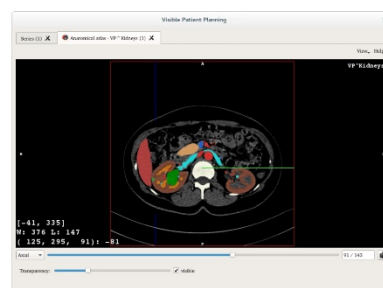 Visible Patient Planning
Series (1) X
Anatomical atlas - VP^Kidneys (1) X
View.. Help
VP^Kidneys
A
[-41, 335]
W: 376 L: 147
( 125, 295, 91): -81
Axial
91 / 143
Transparency:
visible